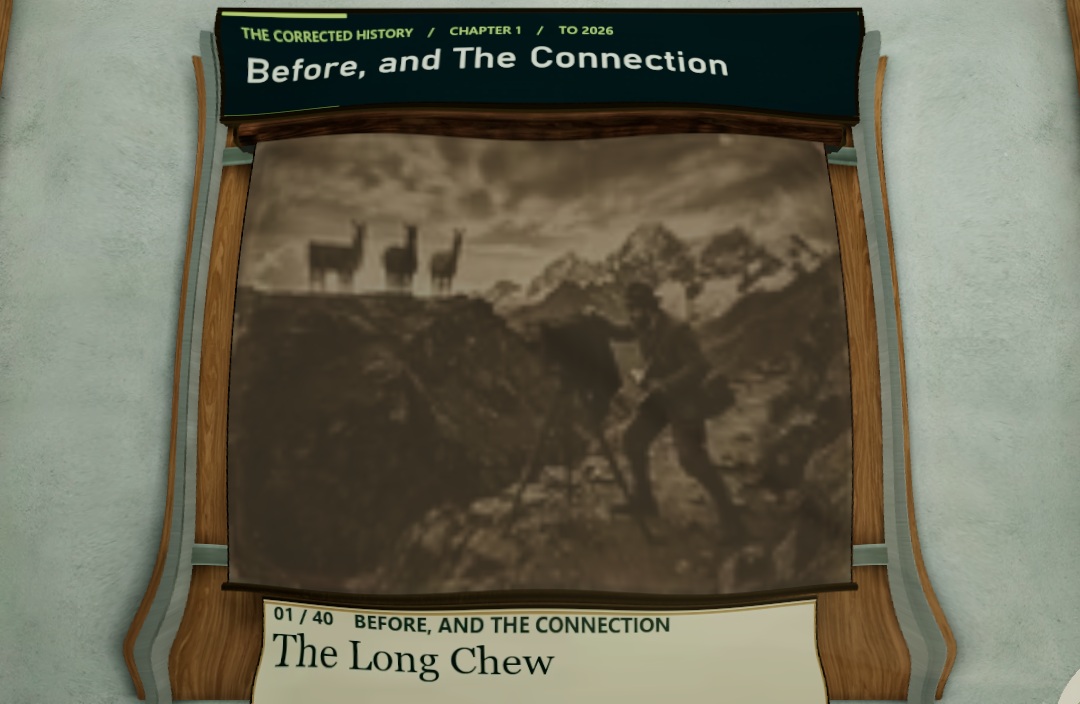 THE CORRECTED HISTORY / CHAPTER 1 / TO 2026
Before, and The Connection
01 / 40 BEFORE, AND THE CONNECTION
The Long Chew